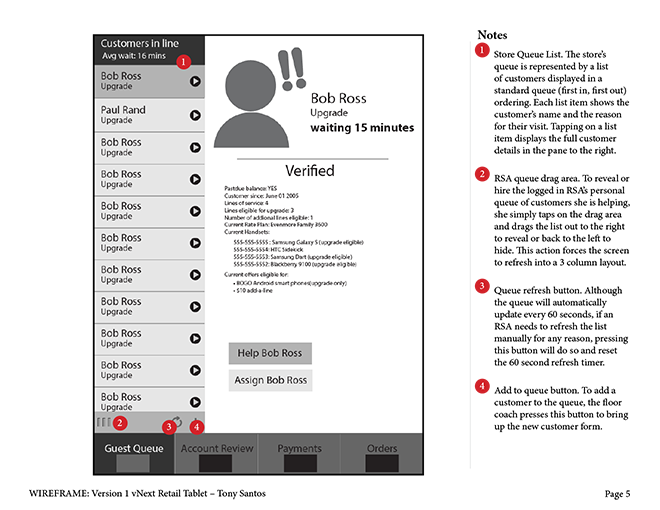 Customers in line
Avg wait: 16 mins
1
Bob Ross
Upgrade
Paul Rand
Upgrade
Bob Ross
Upgrade
Bob Ross
Upgrade
Bob Ross
Upgrade
Bob Ross
Upgrade
Bob Ross
Upgrade
Bob Ross
Upgrade
Bob Ross
Upgrade
Bob Ross
Upgrade
Bob Ross
Upgrade
2
3
4
!!
Bob Ross
Upgrade
waiting 15 minutes
Verified
Pastdue balance: YES
Customer since: June 01 2005
Lines of service: 4
Lines eligible for upgrade: 3
Number of addtional lines eligible: 1
Current Rate Plan: Evenmore Family 3600
Current Handsets:
555-555-5555 : Samsung Galaxy S (upgrade eligible)
555-555-5554: HTC Sidekick
555-555-5553: Samsung Dart (upgrade eligible)
555-555-5552: Blackberry 9100 (upgrade eligible)
Current offers eligible for:
• BOGO Android smart phones(upgrade only)
• $10 add-a-line
Help Bob Ross
Assign Bob Ross
Guest Queue
Account Review
Payments
Orders
Notes
1
Store Queue List. The store's
queue is represented by a list
of customers displayed in a
standard queue (first in, first out)
ordering. Each list item shows the
customer's name and the reason
for their visit. Tapping on a list
item displays the full customer
details in the pane to the right.
2
RSA queue drag area. To reveal or
hire the logged in RSA's personal
queue of customers she is helping,
she simply taps on the drag area
and drags the list out to the right
to reveal or back to the left to
hide. This action forces the screen
to refresh into a 3 column layout.
3
Queue refresh button. Although
the queue will automatically
update every 60 seconds, if an
RSA needs to refresh the list
manually for any reason, pressing
this button will do so and reset
the 60 second refresh timer.
4
Add to queue button. To add a
customer to the queue, the floor
coach presses this button to bring
up the new customer form.
WIREFRAME: Version 1 vNext Retail Tablet – Tony Santos
Page 5